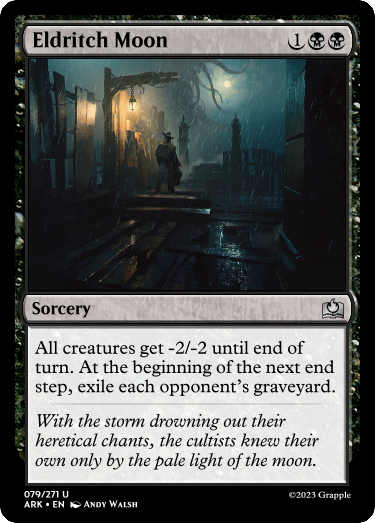 Eldritch Moon 1
Sorcery
All creatures get -2/-2 until end of
turn. At the beginning of the next end
step, exile each opponent's graveyard.
With the storm drowning out their
heretical chants, the cultists knew their
own only by the pale light of the moon.
079/271 U
ARK • EN Andy Walsh
©2023 Grapple